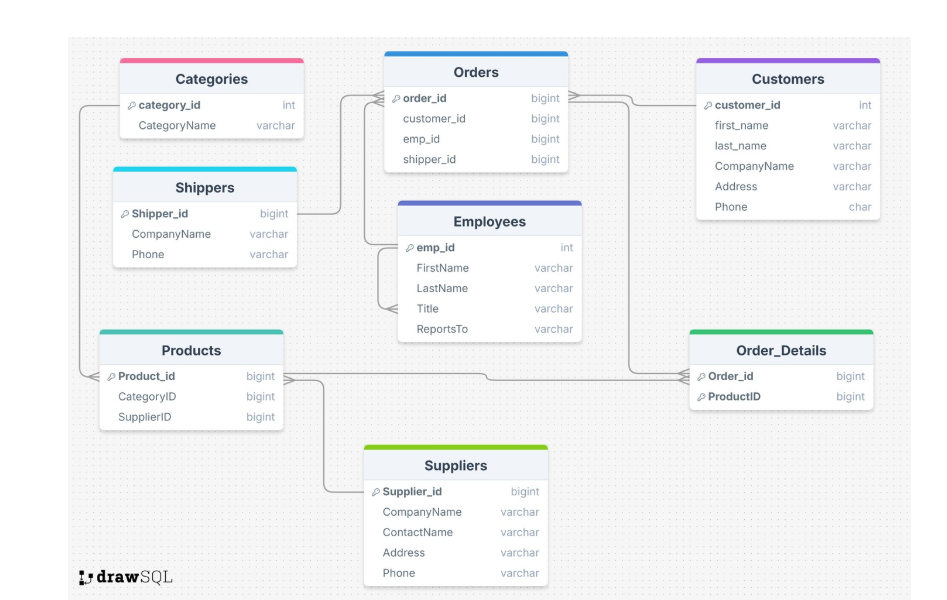 Categories
category_id int
CategoryName varchar
Orders
order_id bigint
customer_id bigint
emp_id bigint
shipper_id bigint
Customers
customer_id int
first_name varchar
last_name varchar
CompanyName varchar
Address varchar
Phone char
Shippers
Shipper_id bigint
CompanyName varchar
Phone varchar
Employees
emp_id int
FirstName varchar
LastName varchar
Title varchar
ReportsTo varchar
Products
Product_id bigint
CategoryID bigint
SupplierID bigint
Order_Details
Order_id bigint
ProductID bigint
Suppliers
Supplier_id bigint
CompanyName varchar
ContactName varchar
Address varchar
Phone varchar
drawSQL